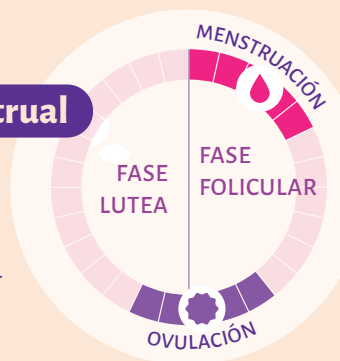 MENSTRUACIÓN
trual
FASE
LUTEA
FASE
FOLICULAR
OVULACIÓN